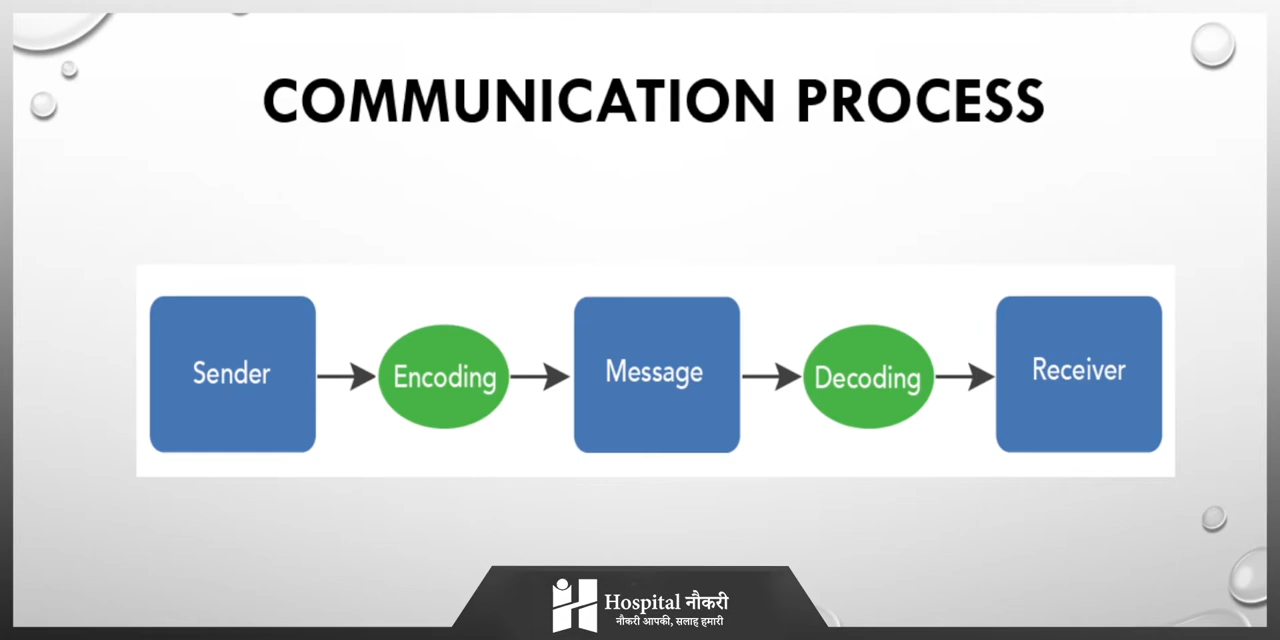 COMMUNICATION PROCESS
Sender
Encoding
Message
Decoding
Receiver
Hospital नौकरी
नौकरी आपकी, सलाह हमारी